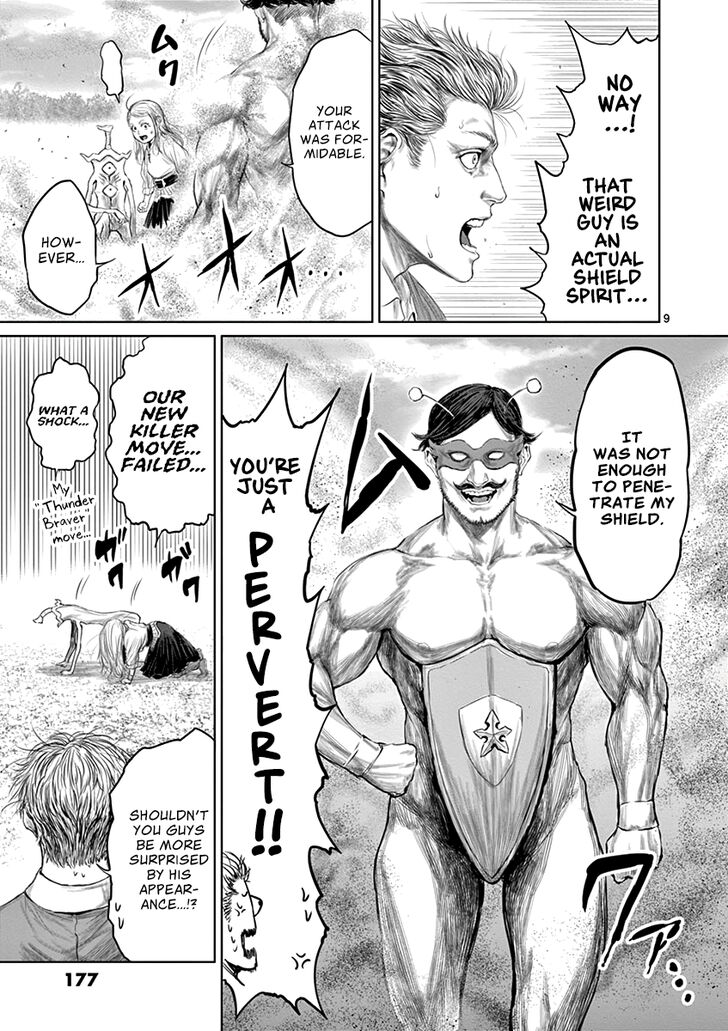 NO
WAY
...!
THAT
WEIRD
GUY IS
AN
ACTUAL
SHIELD
SPIRIT...
9
YOUR
ATTACK
WAS FOR-
MIDABLE.
HOW-
EVER...
ムク
IT
WAS NOT
ENOUGH
TO PENE-
TRATE MY
SHIELD.
YOU'RE
JUST
A
PERVERT!!
OUR
NEW
KILLER
MOVE...
FAILED...
WHAT A
SHOCK...
My
"Thunder
Braver"
move...
ガク
ガク
SHOULDN'T
YOU GUYS
BE MORE
SURPRISED
BY HIS
APPEAR-
ANCE...!?
177